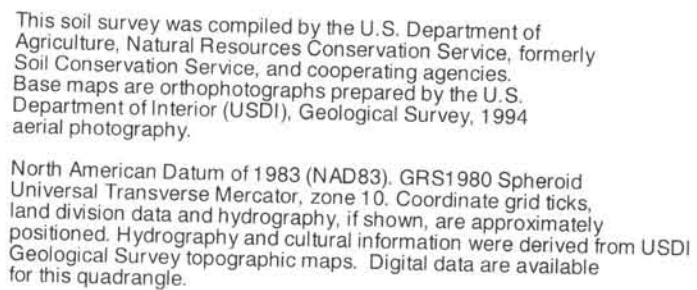 This soil survey was compiled by the U.S. Department of
Agriculture, Natural Resources Conservation Service, formerly
Soil Conservation Service, and cooperating agencies.
Base maps are orthophotographs prepared by the U.S.
Department of Interior (USDI), Geological Survey, 1994
aerial photography.

North American Datum of 1983 (NAD83). GRS1980 Spheroid
Universal Transverse Mercator, zone 10. Coordinate grid ticks,
land division data and hydrography, if shown, are approximately
positioned. Hydrography and cultural information were derived from USDI
Geological Survey topographic maps. Digital data are available
for this quadrangle.